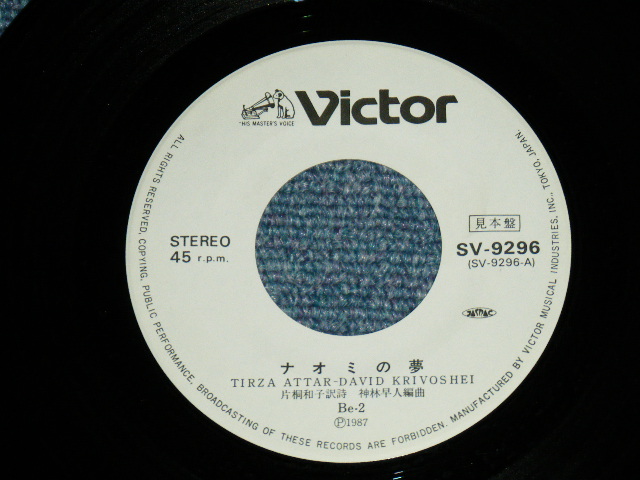 Victor
"HIS MASTER'S VOICE"
見本盤
STEREO
45 r.p.m.
SV-9296
(SV-9296-A)
JASRAC
ナオミの夢
TIRZA ATTAR-DAVID KRIVOSHEI
片桐和子訳詩 神林早人編曲
Be-2
Ⓟ1987
ALL RIGHTS RESERVED. COPYING, PUBLIC PERFORMANCE, BROADCASTING OF THESE RECORDS ARE FORBIDDEN. MANUFACTURED BY VICTOR MUSICAL INDUSTRIES, INC., TOKYO, JAPAN.